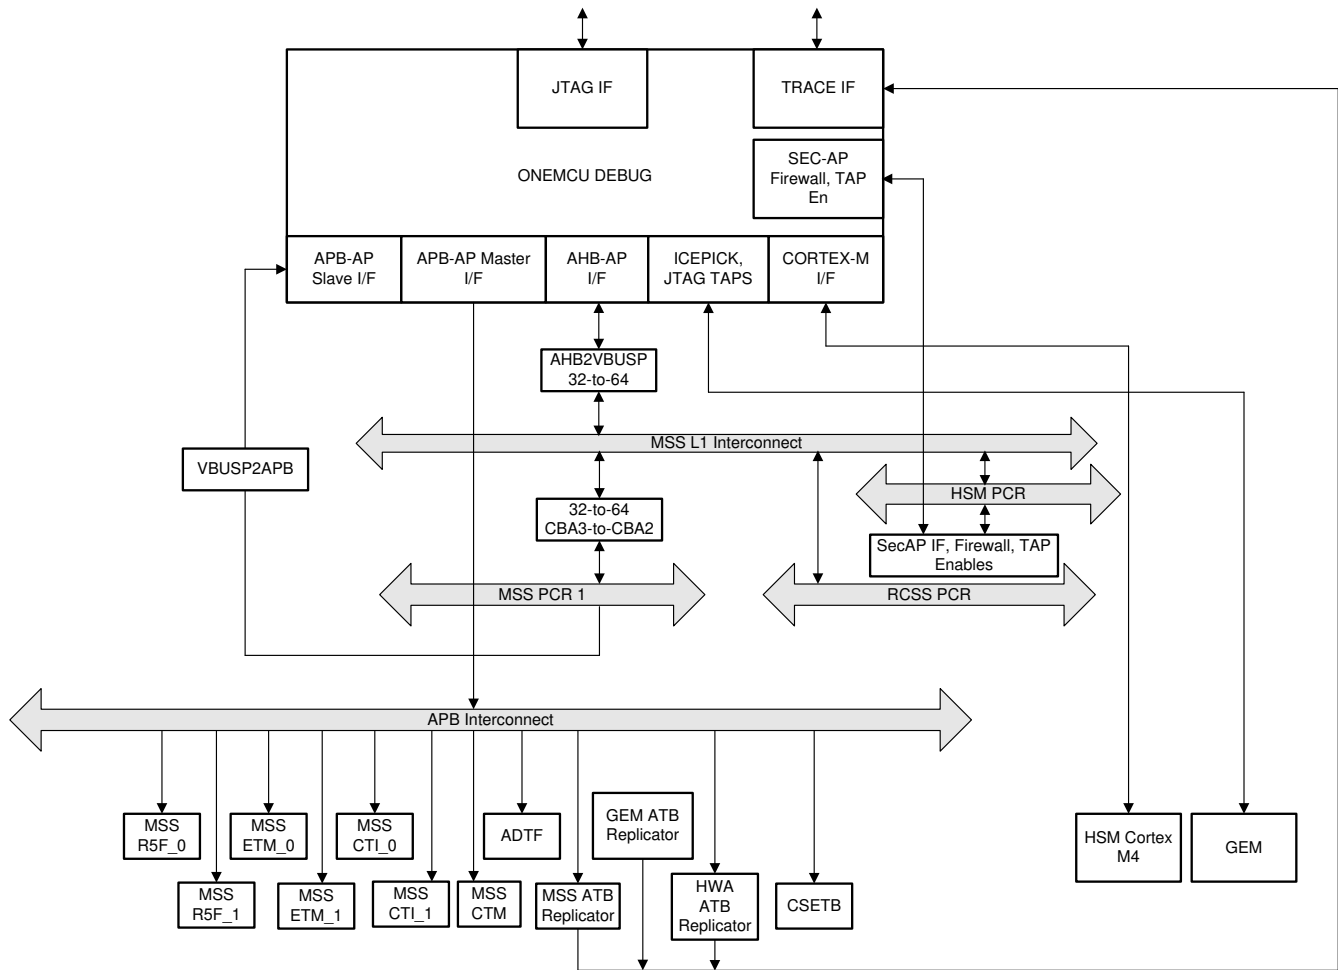 JTAG IF
TRACE IF
ONEMCU DEBUG
SEC-AP
Firewall, TAP
En
APB-AP
Slave I/F
APB-AP Master
I/F
AHB-AP
I/F
ICEPICK,
JTAG TAPS
CORTEX-M
I/F
AHB2VBUSP
32-to-64
MSS L1 Interconnect
VBUSP2APB
HSM PCR
32-to-64
CBA3-to-CBA2
SecAP IF, Firewall, TAP
Enables
MSS PCR 1
RCSS PCR
APB Interconnect
MSS
R5F_0
MSS
ETM_0
MSS
CTI_0
ADTF
GEM ATB
Replicator
HSM Cortex
M4
GEM
MSS
R5F_1
MSS
ETM_1
MSS
CTI_1
MSS
CTM
MSS ATB
Replicator
HWA
ATB
Replicator
CSETB